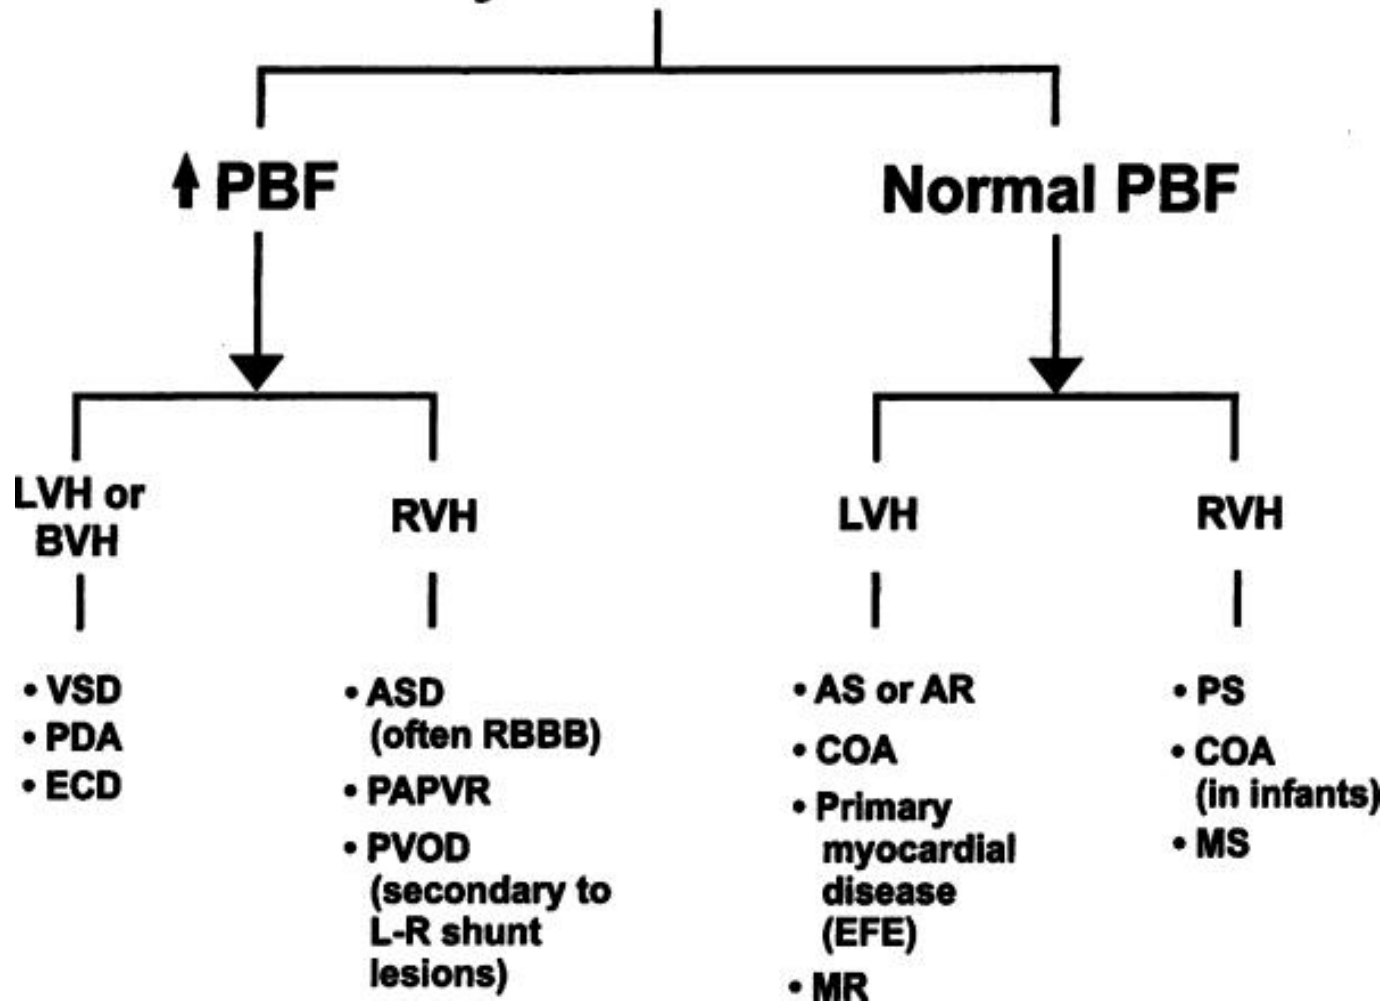 ↑ PBF
Normal PBF
LVH or
BVH
RVH
LVH
RVH
• VSD
• PDA
• ECD
• ASD
(often RBBB)
• PAPVR
• PVOD
(secondary to
L-R shunt
lesions)
• AS or AR
• COA
• Primary
myocardial
disease
(EFE)
• MR
• PS
• COA
(in infants)
• MS